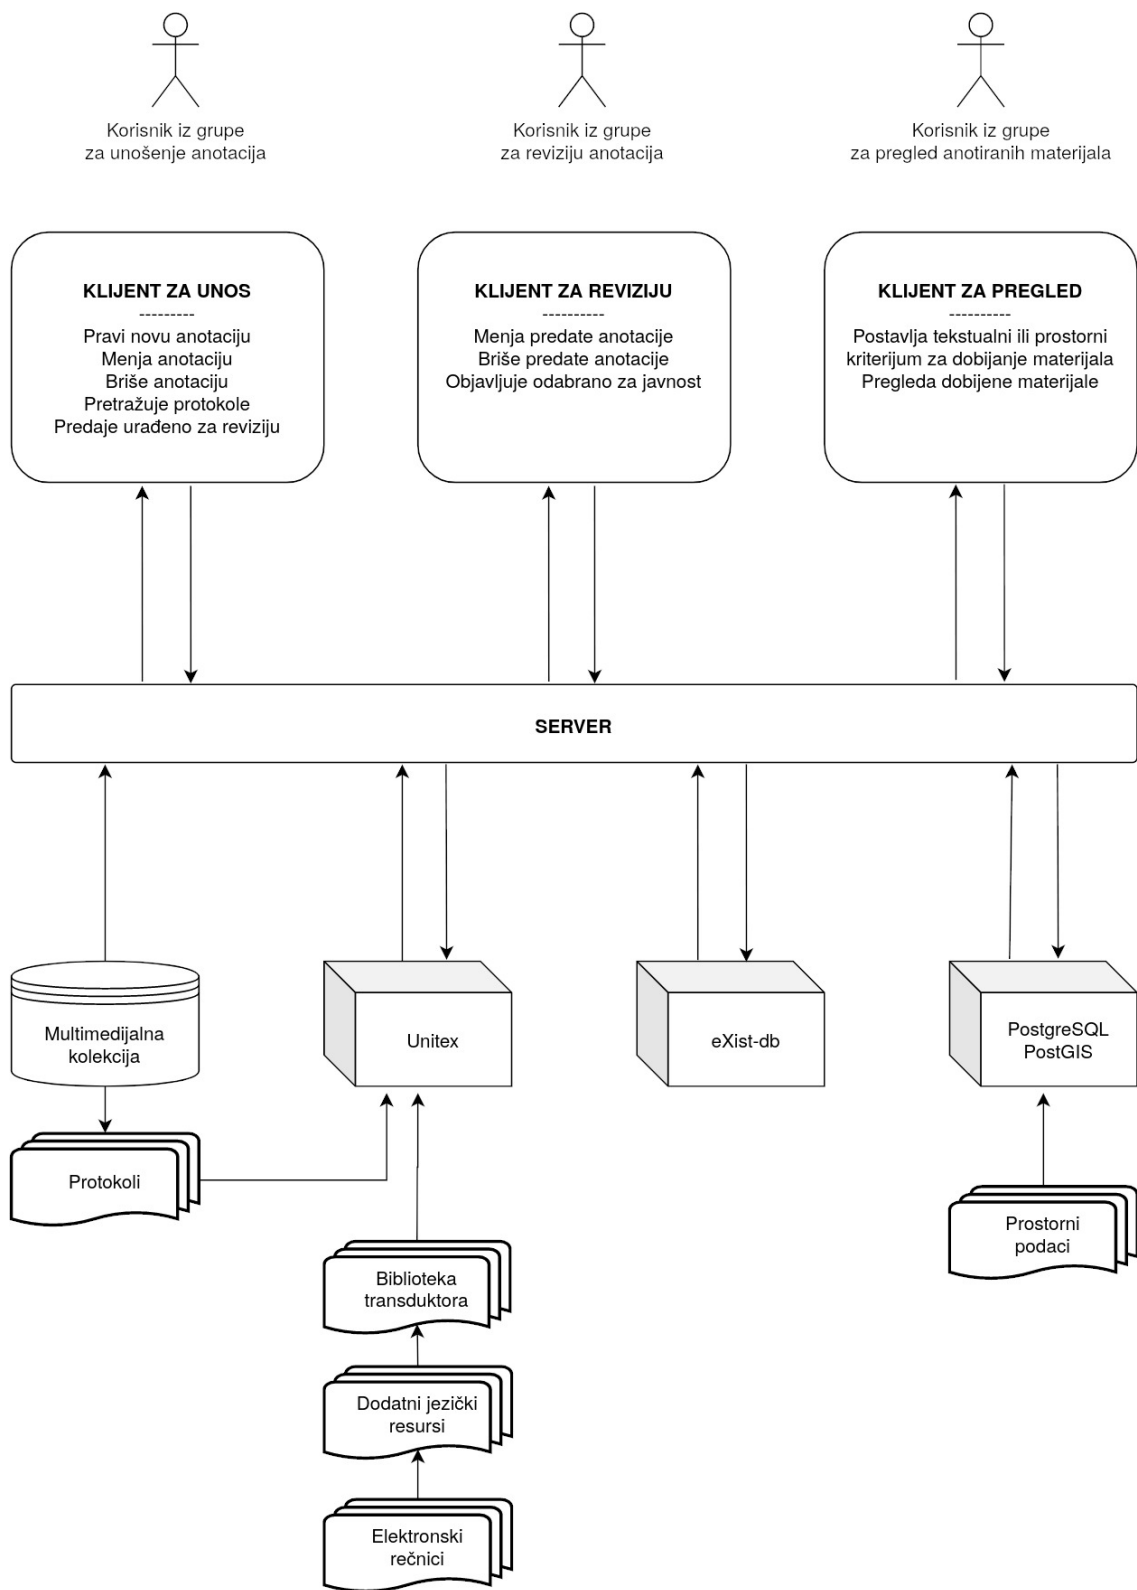 Korisnik iz grupe
za unošenje anotacija
Korisnik iz grupe
za reviziju anotacija
Korisnik iz grupe
za pregled anotiranih materijala
KLIJENT ZA UNOS
---------
Pravi novu anotaciju
Menja anotaciju
Briše anotaciju
Pretražuje protokole
Predaje urađeno za reviziju
KLIJENT ZA REVIZIJU
----------
Menja predate anotacije
Briše predate anotacije
Objavljuje odabrano za javnost
KLIJENT ZA PREGLED
----------
Postavlja tekstualni ili prostorni
kriterijum za dobijanje materijala
Pregleda dobijene materijale
SERVER
Multimedijalna
kolekcija
Unitex
eXist-db
PostgreSQL
PostGIS
Protokoli
Prostorni
podaci
Biblioteka
transduktora
Dodatni jezički
resursi
Elektronski
rečnici